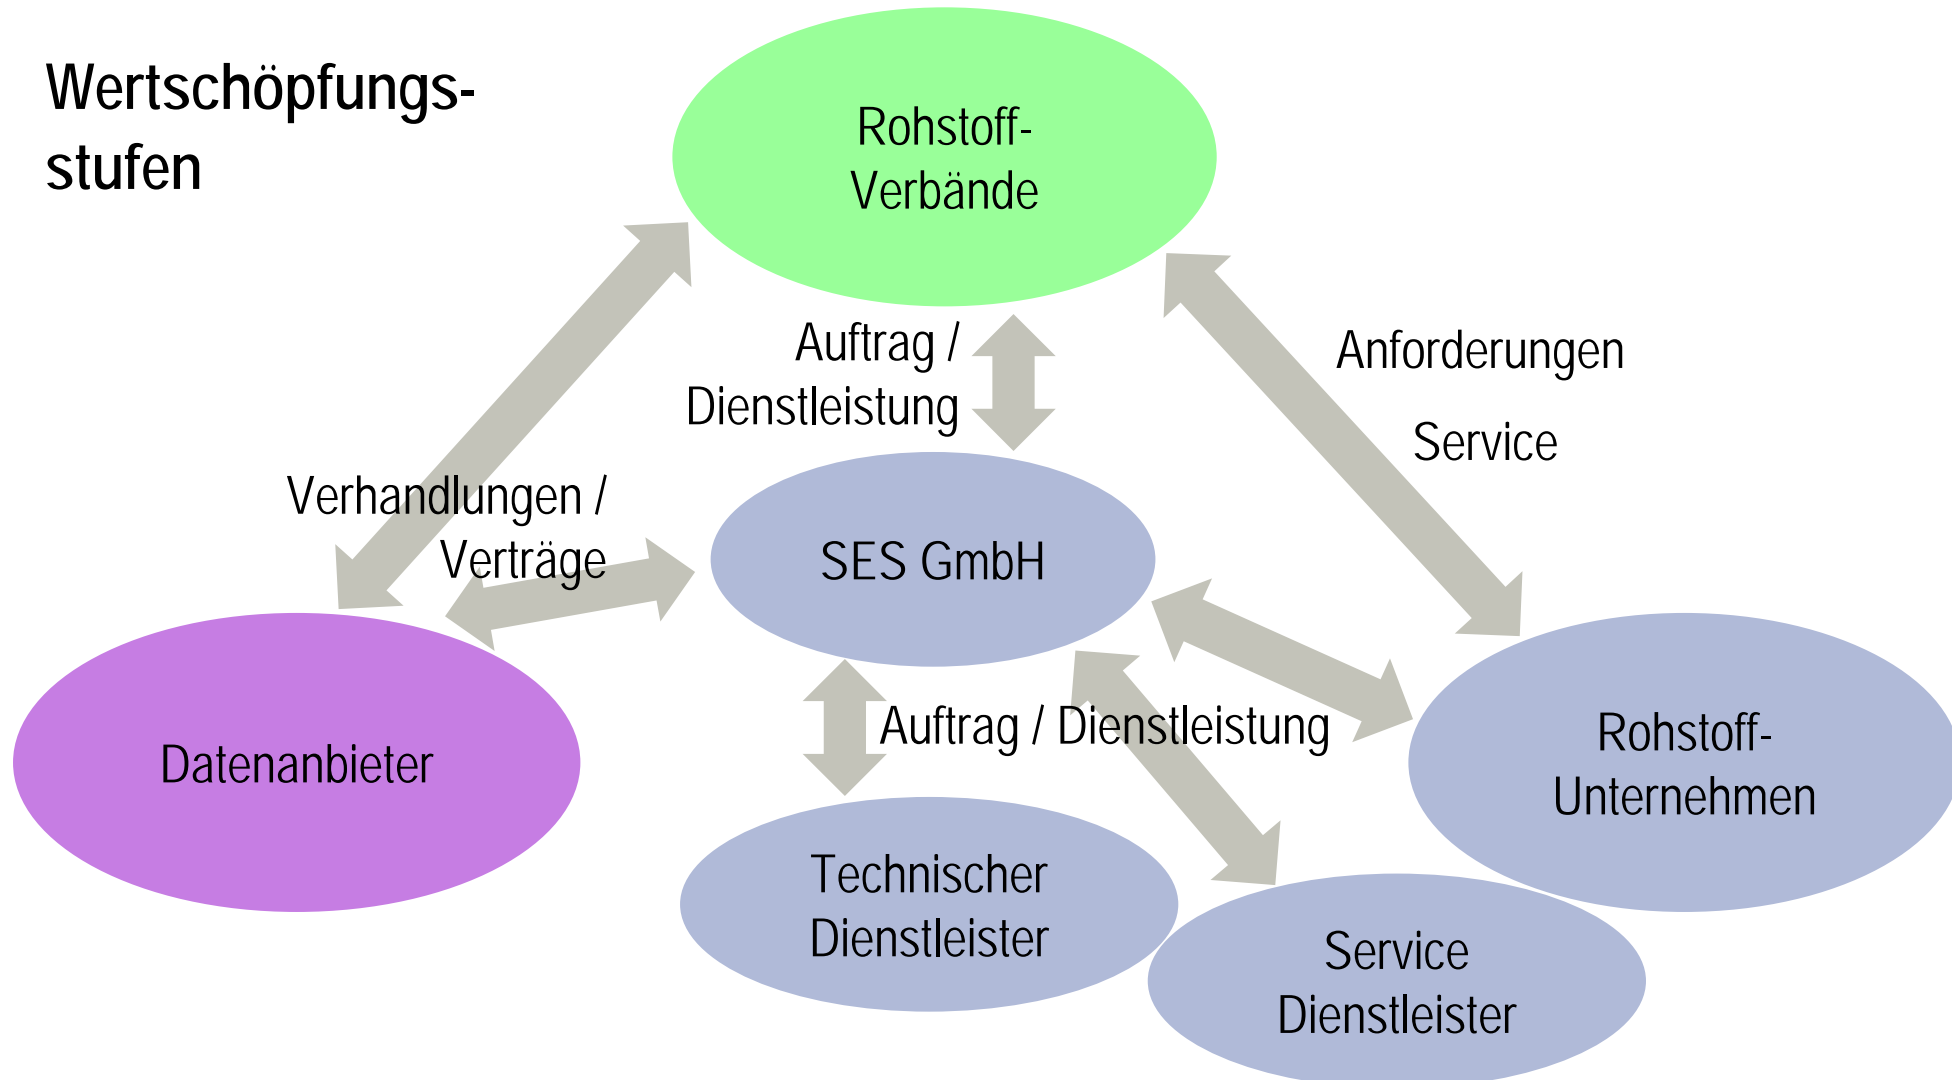 Wertschöpfungs-
stufen
Rohstoff-
Verbände
Auftrag /
Dienstleistung
Anforderungen
Service
Verhandlungen /
Verträge
SES GmbH
Auftrag / Dienstleistung
Datenanbieter
Rohstoff-
Unternehmen
Technischer
Dienstleister
Service
Dienstleister